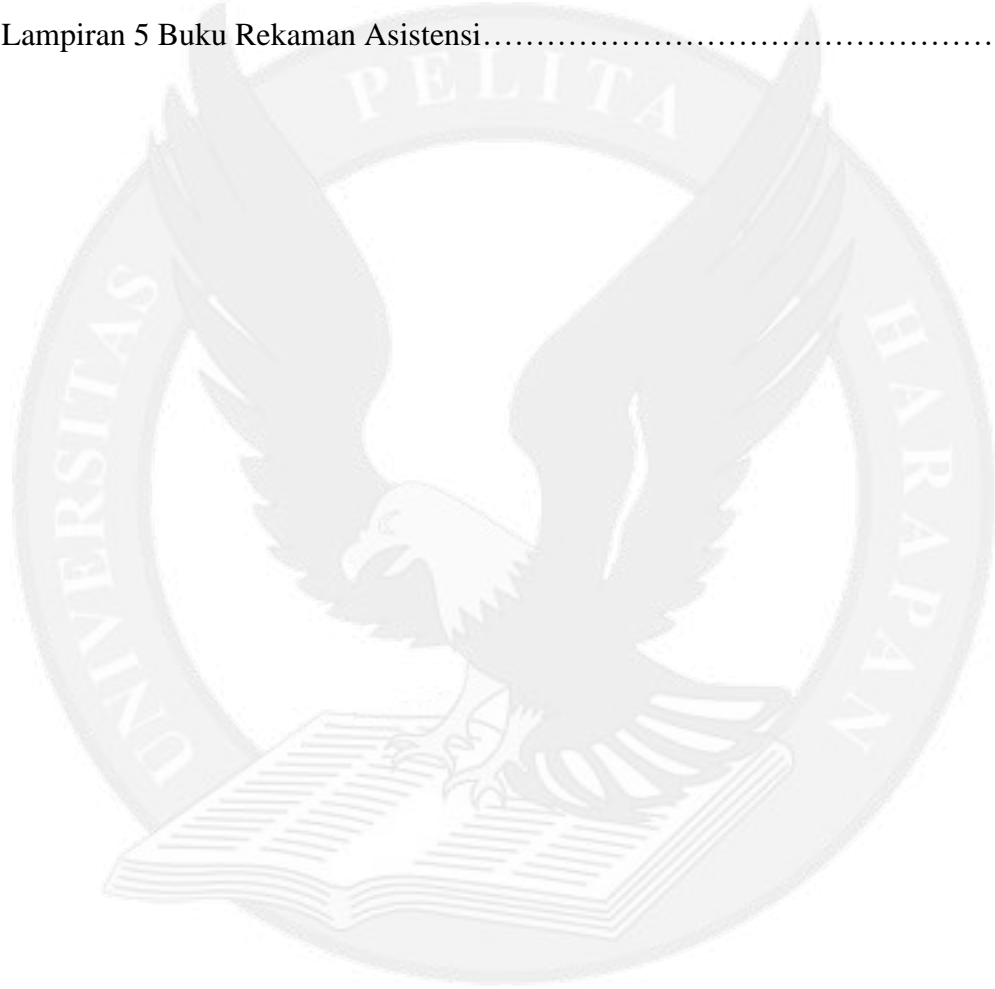 Lampiran 5 Buku Rekaman Asistensi…………………………………………
PELITA
UNIVERSITAS
HARAPAN